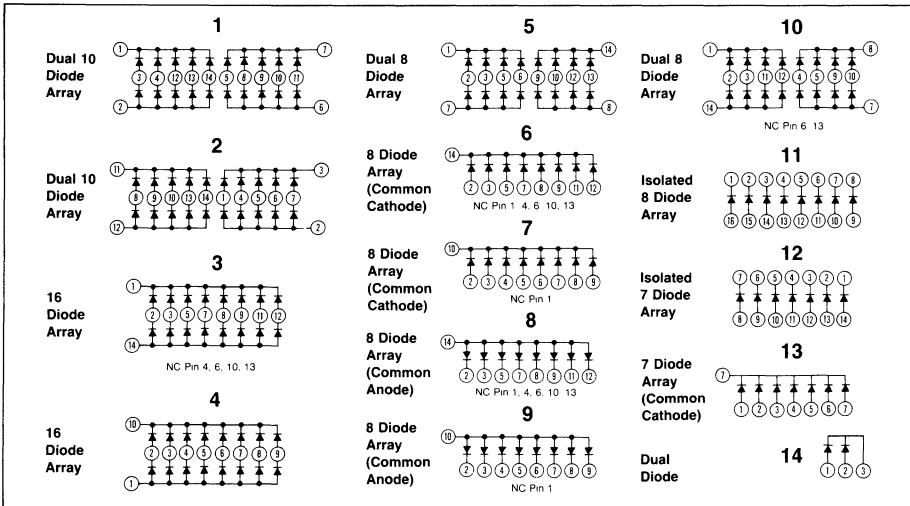 1
Dual 10
Diode
Array
1 7
3 4 12 13 14 5 8 9 10 11
2 6
2
Dual 10
Diode
Array
11 3
8 9 10 13 14 1 4 5 6 7
12 2
3
16
Diode
Array
1
2 3 5 7 8 9 11 12
14
NC Pin 4, 6, 10, 13
4
16
Diode
Array
10
2 3 4 5 6 7 8 9
1
5
Dual 8
Diode
Array
1 14
2 3 5 6 9 10 12 13
7 8
6
8 Diode
Array
(Common
Cathode)
14
2 3 5 7 8 9 11 12
NC Pin 1 4, 6 10, 13
7
8 Diode
Array
(Common
Cathode)
10
2 3 4 5 6 7 8 9
NC Pin 1
8
8 Diode
Array
(Common
Anode)
14
2 3 5 7 8 9 11 12
NC Pin 1, 4, 6, 10 13
9
8 Diode
Array
(Common
Anode)
10
2 3 4 5 6 7 8 9
NC Pin 1
10
Dual 8
Diode
Array
1 8
2 3 11 12 4 5 9 10
14 7
NC Pin 6 13
11
Isolated
8 Diode
Array
1 2 3 4 5 6 7 8
16 15 14 13 12 11 10 9
12
Isolated
7 Diode
Array
7 6 5 4 3 2 1
8 9 10 11 12 13 14
13
7 Diode
Array
(Common
Cathode)
7
1 2 3 4 5 6 7
14
Dual
Diode
1 2 3